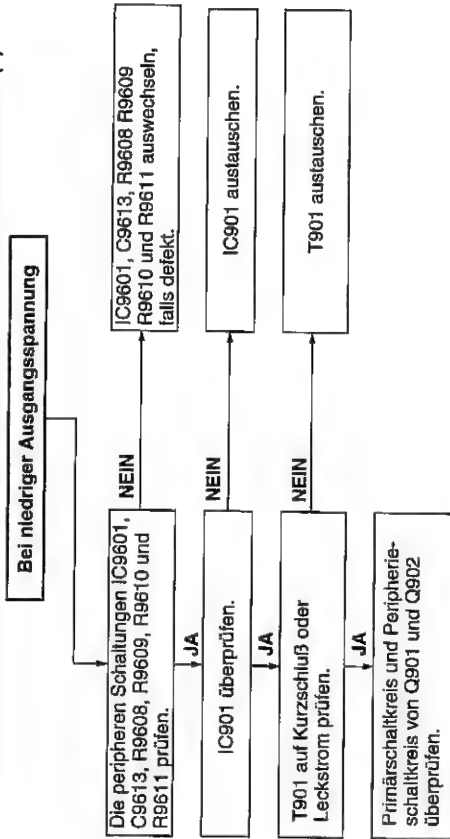 Bei niedriger Ausgangsspannung
Die peripheren Schaltungen IC9601,
C9613, R9608, R9609, R9610 und
R9611 prüfen.
NEIN
IC9601, C9613, R9608 R9609
R9610 und R9611 auswechseln,
falls defekt.
JA
IC901 überprüfen.
NEIN
IC901 austauschen.
JA
T901 auf Kurzschluß oder
Leckstrom prüfen.
NEIN
T901 austauschen.
JA
Primärschaltkreis und Peripherie-
schaltkreis von Q901 und Q902
überprüfen.